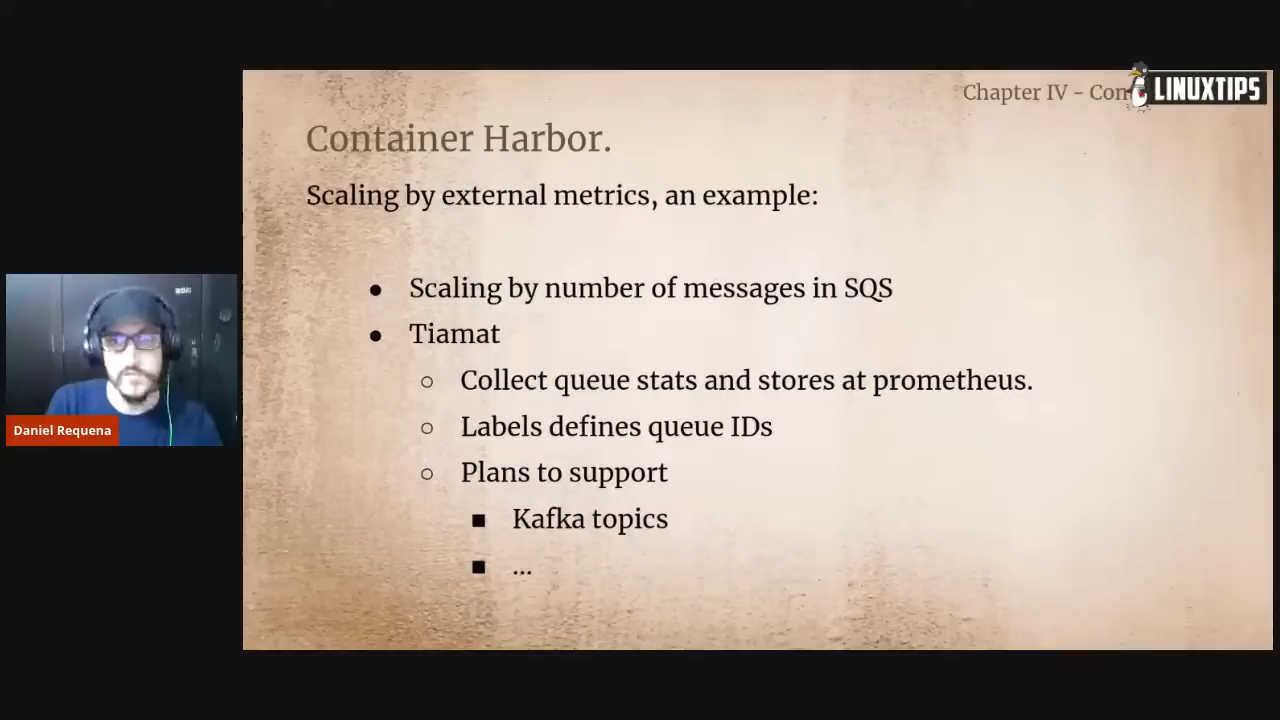 Chapter IV - Con
LINUXTIPS
Container Harbor.
Scaling by external metrics, an example:
● Scaling by number of messages in SQS
● Tiamat
○ Collect queue stats and stores at prometheus.
○ Labels defines queue IDs
○ Plans to support
■ Kafka topics
■ ...
Daniel Requena